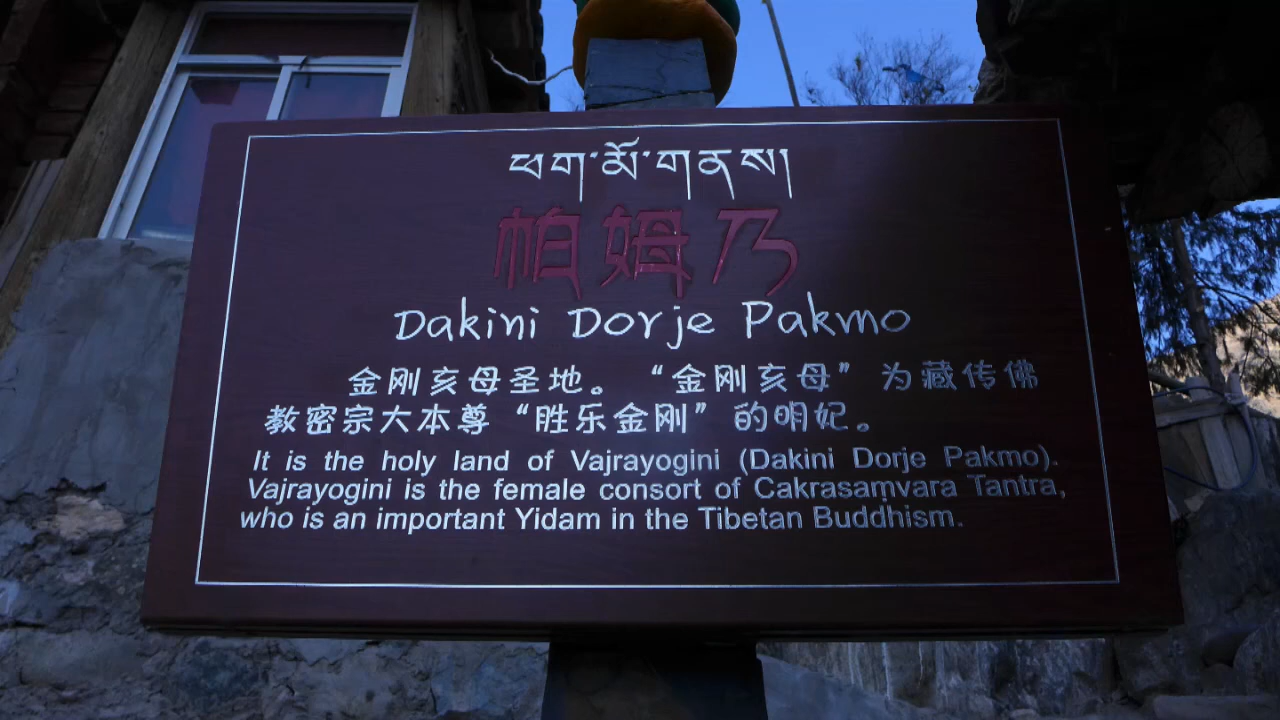 ཕག་མོ་གནས།
帕姆乃
Dakini Dorje Pakmo
金刚亥母圣地。“金刚亥母”为藏传佛
教密宗大本尊“胜乐金刚”的明妃。
It is the holy land of Vajrayogini (Dakini Dorje Pakmo).
Vajrayogini is the female consort of Cakrasaṃvara Tantra,
who is an important Yidam in the Tibetan Buddhism.